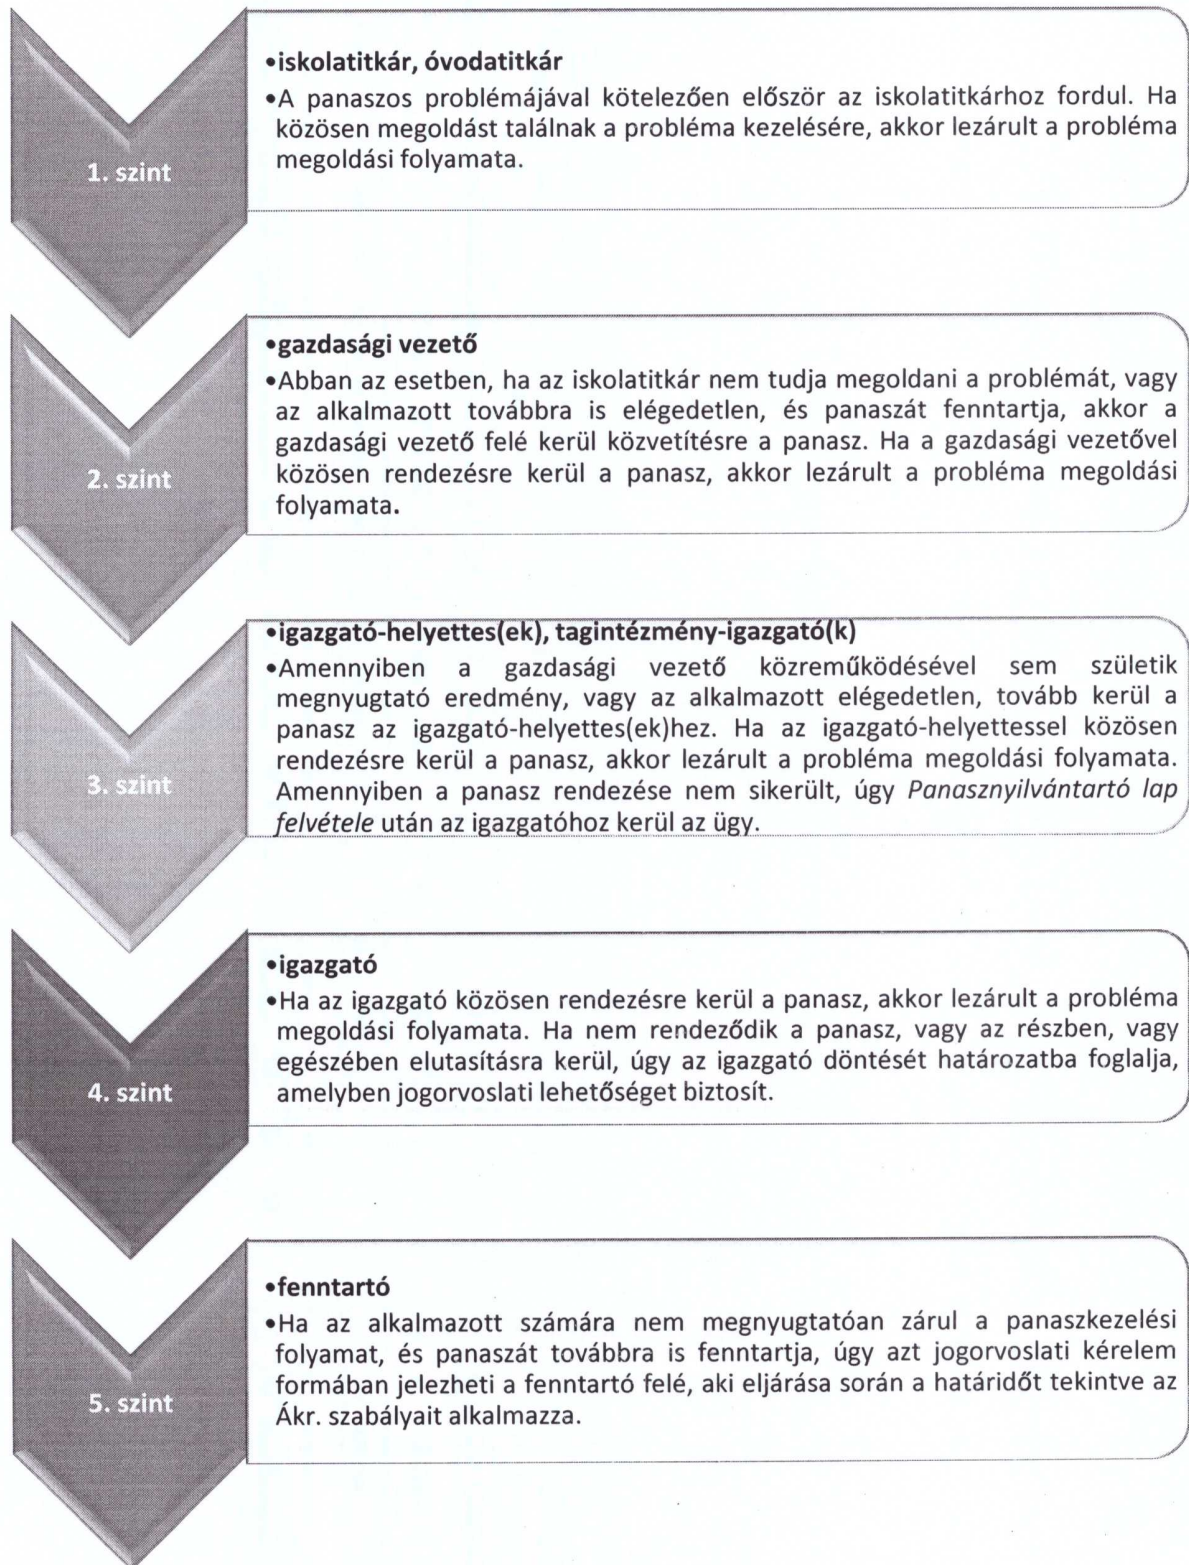 1. szint
•iskolatitkár, óvodatitkár
•A panaszos problémájával kötelezően először az iskolatitkárhoz fordul. Ha
közösen megoldást találnak a probléma kezelésére, akkor lezárult a probléma
megoldási folyamata.
2. szint
•gazdasági vezető
•Abban az esetben, ha az iskolatitkár nem tudja megoldani a problémát, vagy
az alkalmazott továbbra is elégedetlen, és panaszát fenntartja, akkor a
gazdasági vezető felé kerül közvetítésre a panasz. Ha a gazdasági vezetővel
közösen rendezésre kerül a panasz, akkor lezárult a probléma megoldási
folyamata.
3. szint
•igazgató-helyettes(ek), tagintézmény-igazgató(k)
•Amennyiben a gazdasági vezető közreműködésével sem születik
megnyugtató eredmény, vagy az alkalmazott elégedetlen, tovább kerül a
panasz az igazgató-helyettes(ek)hez. Ha az igazgató-helyettessel közösen
rendezésre kerül a panasz, akkor lezárult a probléma megoldási folyamata.
Amennyiben a panasz rendezése nem sikerült, úgy Panasznyilvántartó lap
felvétele után az igazgatóhoz kerül az ügy.
4. szint
•igazgató
•Ha az igazgató közösen rendezésre kerül a panasz, akkor lezárult a probléma
megoldási folyamata. Ha nem rendeződik a panasz, vagy az részben, vagy
egészében elutasításra kerül, úgy az igazgató döntését határozatba foglalja,
amelyben jogorvoslati lehetőséget biztosít.
5. szint
•fenntartó
•Ha az alkalmazott számára nem megnyugtatóan zárul a panaszkezelési
folyamat, és panaszát továbbra is fenntartja, úgy azt jogorvoslati kérelem
formában jelezheti a fenntartó felé, aki eljárása során a határidőt tekintve az
Ákr. szabályait alkalmazza.